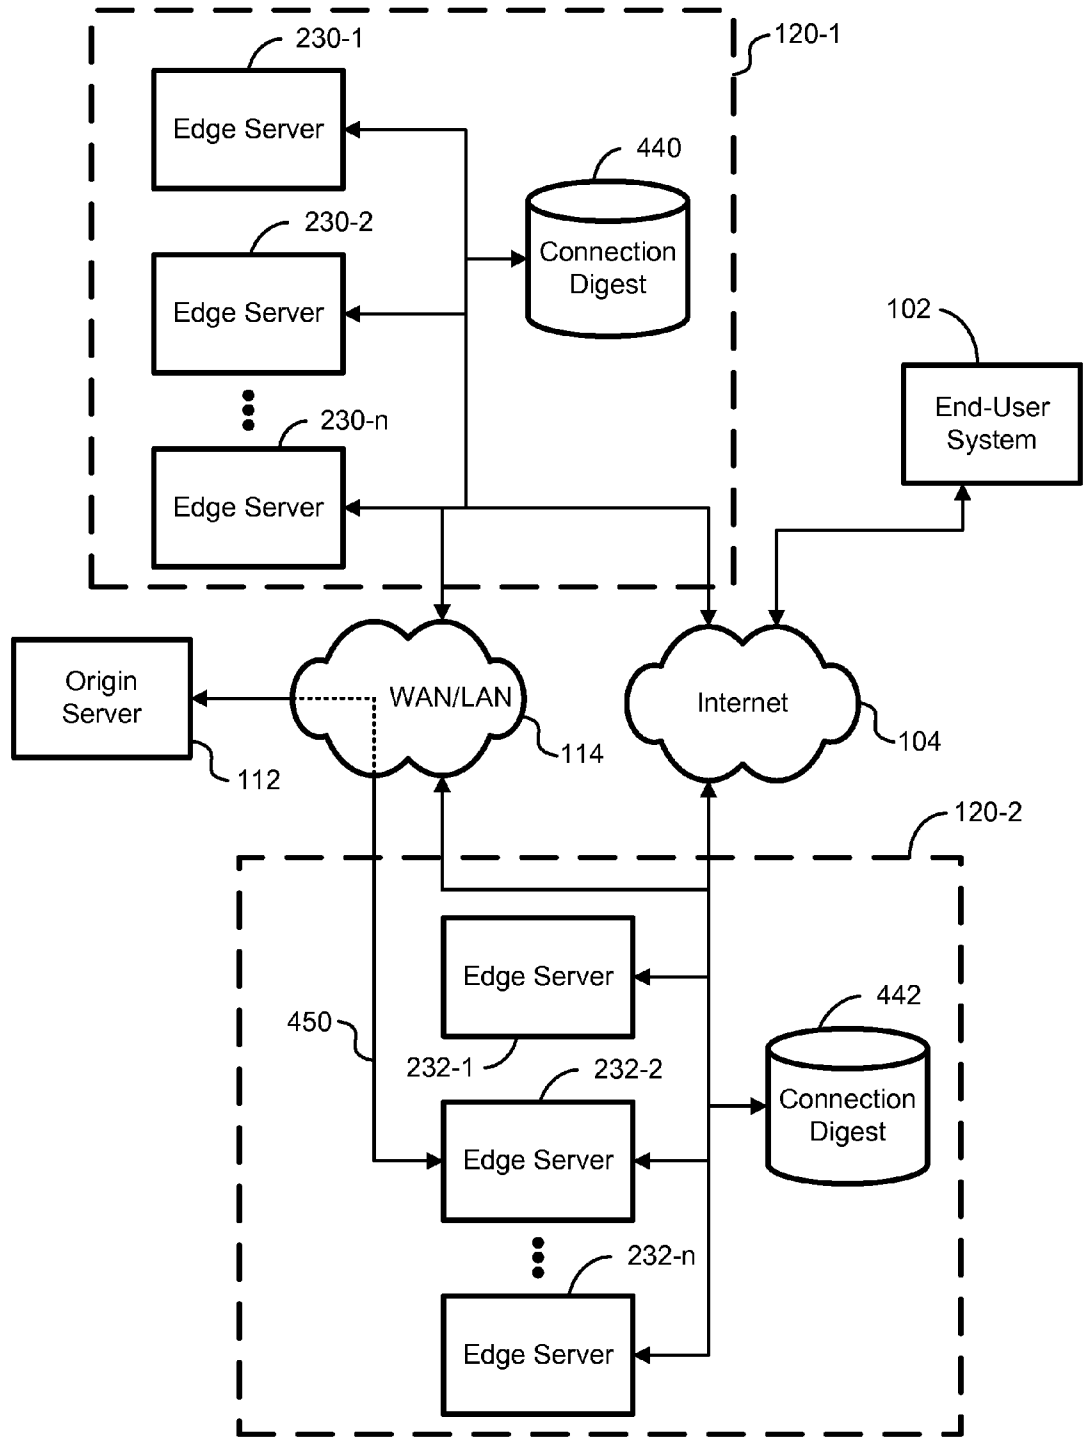 230-1
120-1
Edge Server
440
230-2
Connection
Digest
Edge Server
102
230-n
End-User
System
Edge Server
Origin
Server
WAN/LAN
Internet
114
104
112
120-2
Edge Server
442
450
232-1
232-2
Connection
Digest
Edge Server
232-n
Edge Server